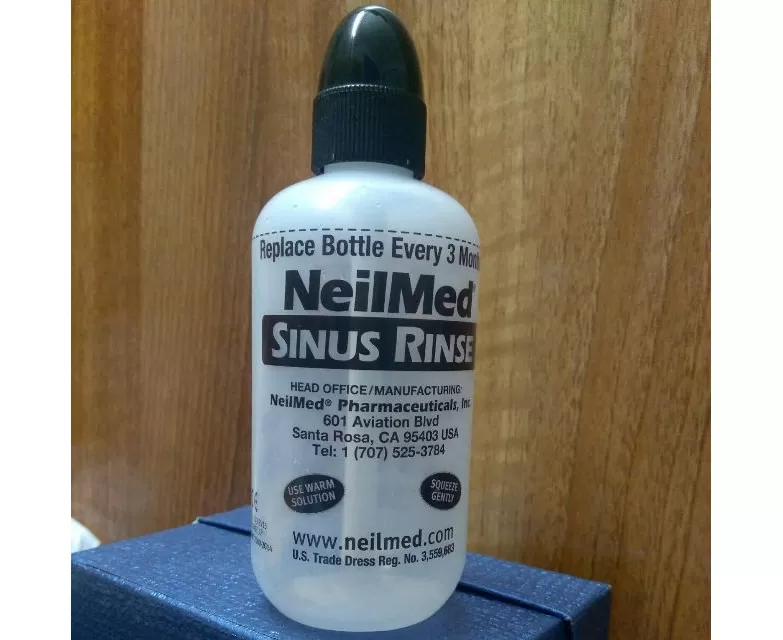 Replace Bottle Every 3 Mont
NeilMed®
SINUS RINSE
HEAD OFFICE/MANUFACTURING:
NeilMed® Pharmaceuticals, Inc.
601 Aviation Blvd
Santa Rosa, CA 95403 USA
Tel: 1 (707) 525-3784
USE WARM
SOLUTION
SQUEEZE
GENTLY
www.neilmed.com
U.S. Trade Dress Reg. No. 3,559,683